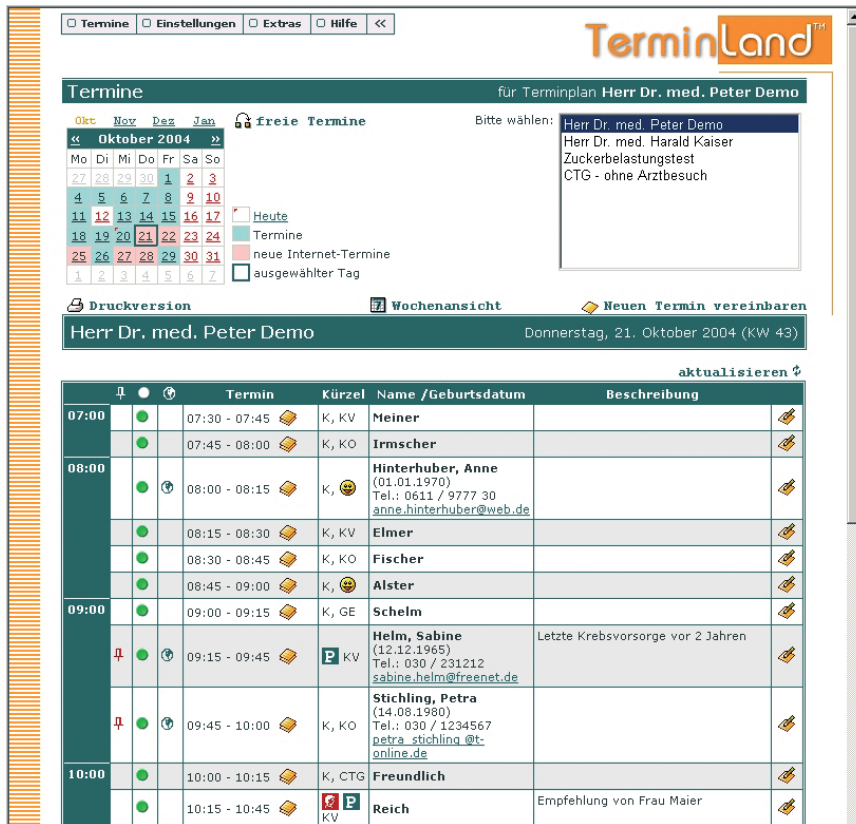 Termine Einstellungen Extras Hilfe <<
TerminLand™
Termine für Terminplan Herr Dr. med. Peter Demo
Okt Nov Dez Jan
<< Oktober 2004 >>
Mo Di Mi Do Fr Sa So
27 28 29 30 1 2 3
4 5 6 7 8 9 10
11 12 13 14 15 16 17
18 19 20 21 22 23 24
25 26 27 28 29 30 31
1 2 3 4 5 6 7
freie Termine
Heute
Termine
neue Internet-Termine
ausgewählter Tag
Bitte wählen:
Herr Dr. med. Peter Demo
Herr Dr. med. Harald Kaiser
Zuckerbelastungstest
CTG - ohne Arztbesuch
Druckversion 7 Wochenansicht Neuen Termin vereinbaren
Herr Dr. med. Peter Demo Donnerstag, 21. Oktober 2004 (KW 43)
aktualisieren
Termin Kürzel Name /Geburtsdatum Beschreibung
07:00 07:30 - 07:45 K, KV Meiner
07:45 - 08:00 K, KO Irmscher
08:00 08:00 - 08:15 K, Hinterhuber, Anne
(01.01.1970)
Tel.: 0611 / 9777 30
anne.hinterhuber@web.de
08:15 - 08:30 K, KV Elmer
08:30 - 08:45 K, KO Fischer
08:45 - 09:00 K, Alster
09:00 09:00 - 09:15 K, GE Schelm
09:15 - 09:45 P KV Helm, Sabine Letzte Krebsvorsorge vor 2 Jahren
(12.12.1965)
Tel.: 030 / 231212
sabine.helm@freenet.de
09:45 - 10:00 K, KO Stichling, Petra
(14.08.1980)
Tel.: 030 / 1234567
petra_stichling @t-
online.de
10:00 10:00 - 10:15 K, CTG Freundlich
10:15 - 10:45 P KV Reich Empfehlung von Frau Maier